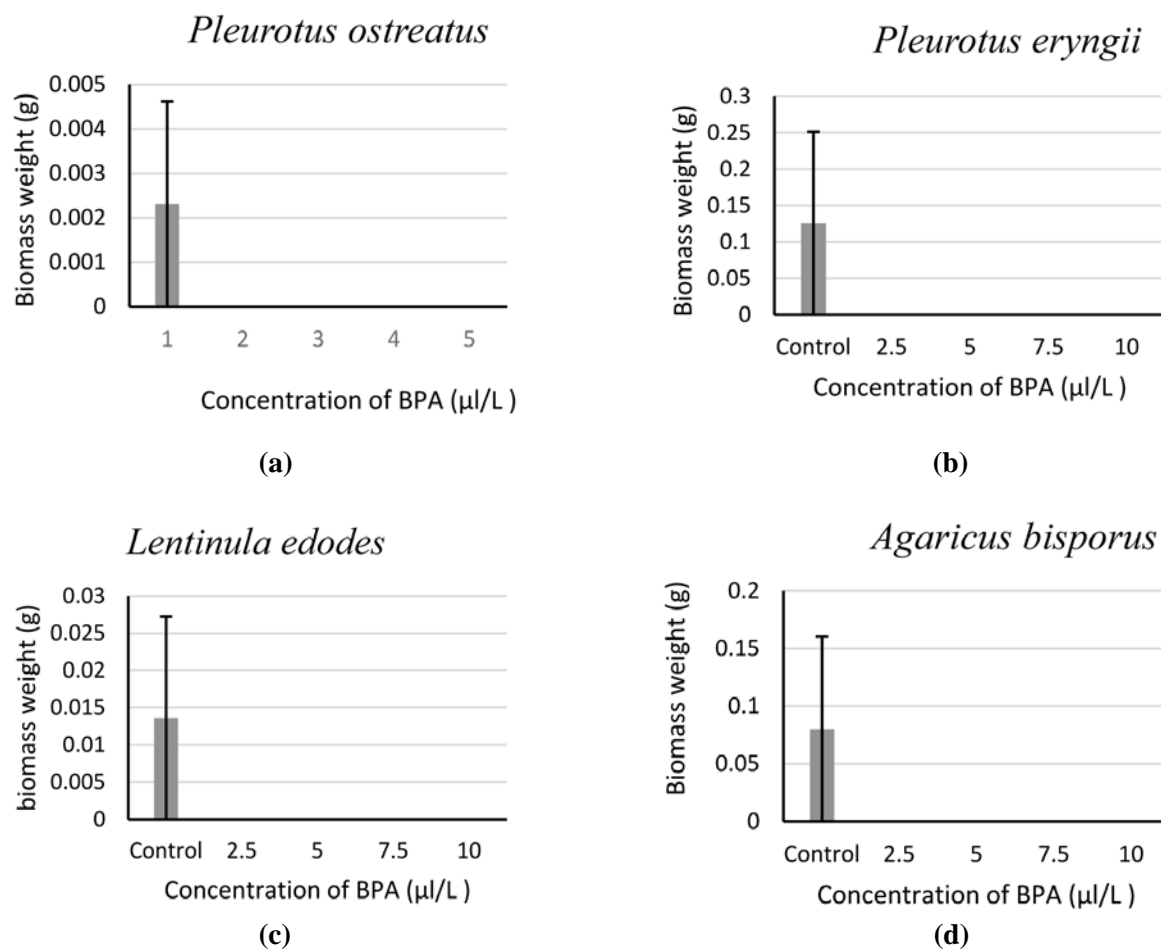 Pleurotus ostreatus
Biomass weight (g)
0.005
0.004
0.003
0.002
0.001
0
1 2 3 4 5
Concentration of BPA (µl/L )
(a)
Pleurotus eryngii
Biomass weight (g)
0.3
0.25
0.2
0.15
0.1
0.05
0
Control 2.5 5 7.5 10
Concentration of BPA (µl/L )
(b)
Lentinula edodes
biomass weight (g)
0.03
0.025
0.02
0.015
0.01
0.005
0
Control 2.5 5 7.5 10
Concentration of BPA (µl/L )
(c)
Agaricus bisporus
Biomass weight (g)
0.2
0.15
0.1
0.05
0
Control 2.5 5 7.5 10
Concentration of BPA (µl/L )
(d)